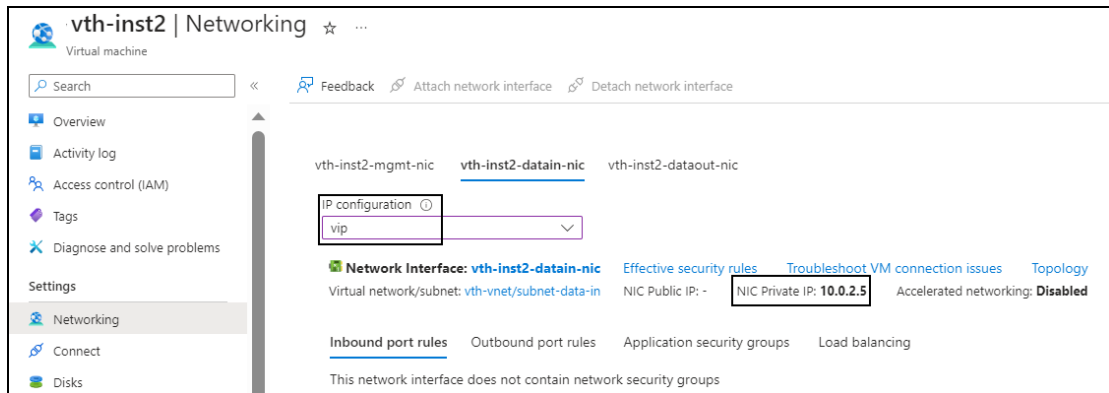 vth-inst2 | Networking ☆ ...
Virtual machine
Search
«
Feedback Attach network interface Detach network interface
Overview
Activity log
Access control (IAM)
Tags
Diagnose and solve problems
Settings
Networking
Connect
Disks
vth-inst2-mgmt-nic vth-inst2-datain-nic vth-inst2-dataout-nic
IP configuration
vip
Network Interface: vth-inst2-datain-nic Effective security rules Troubleshoot VM connection issues Topology
Virtual network/subnet: vth-vnet/subnet-data-in NIC Public IP: - NIC Private IP: 10.0.2.5 Accelerated networking: Disabled
Inbound port rules Outbound port rules Application security groups Load balancing
This network interface does not contain network security groups